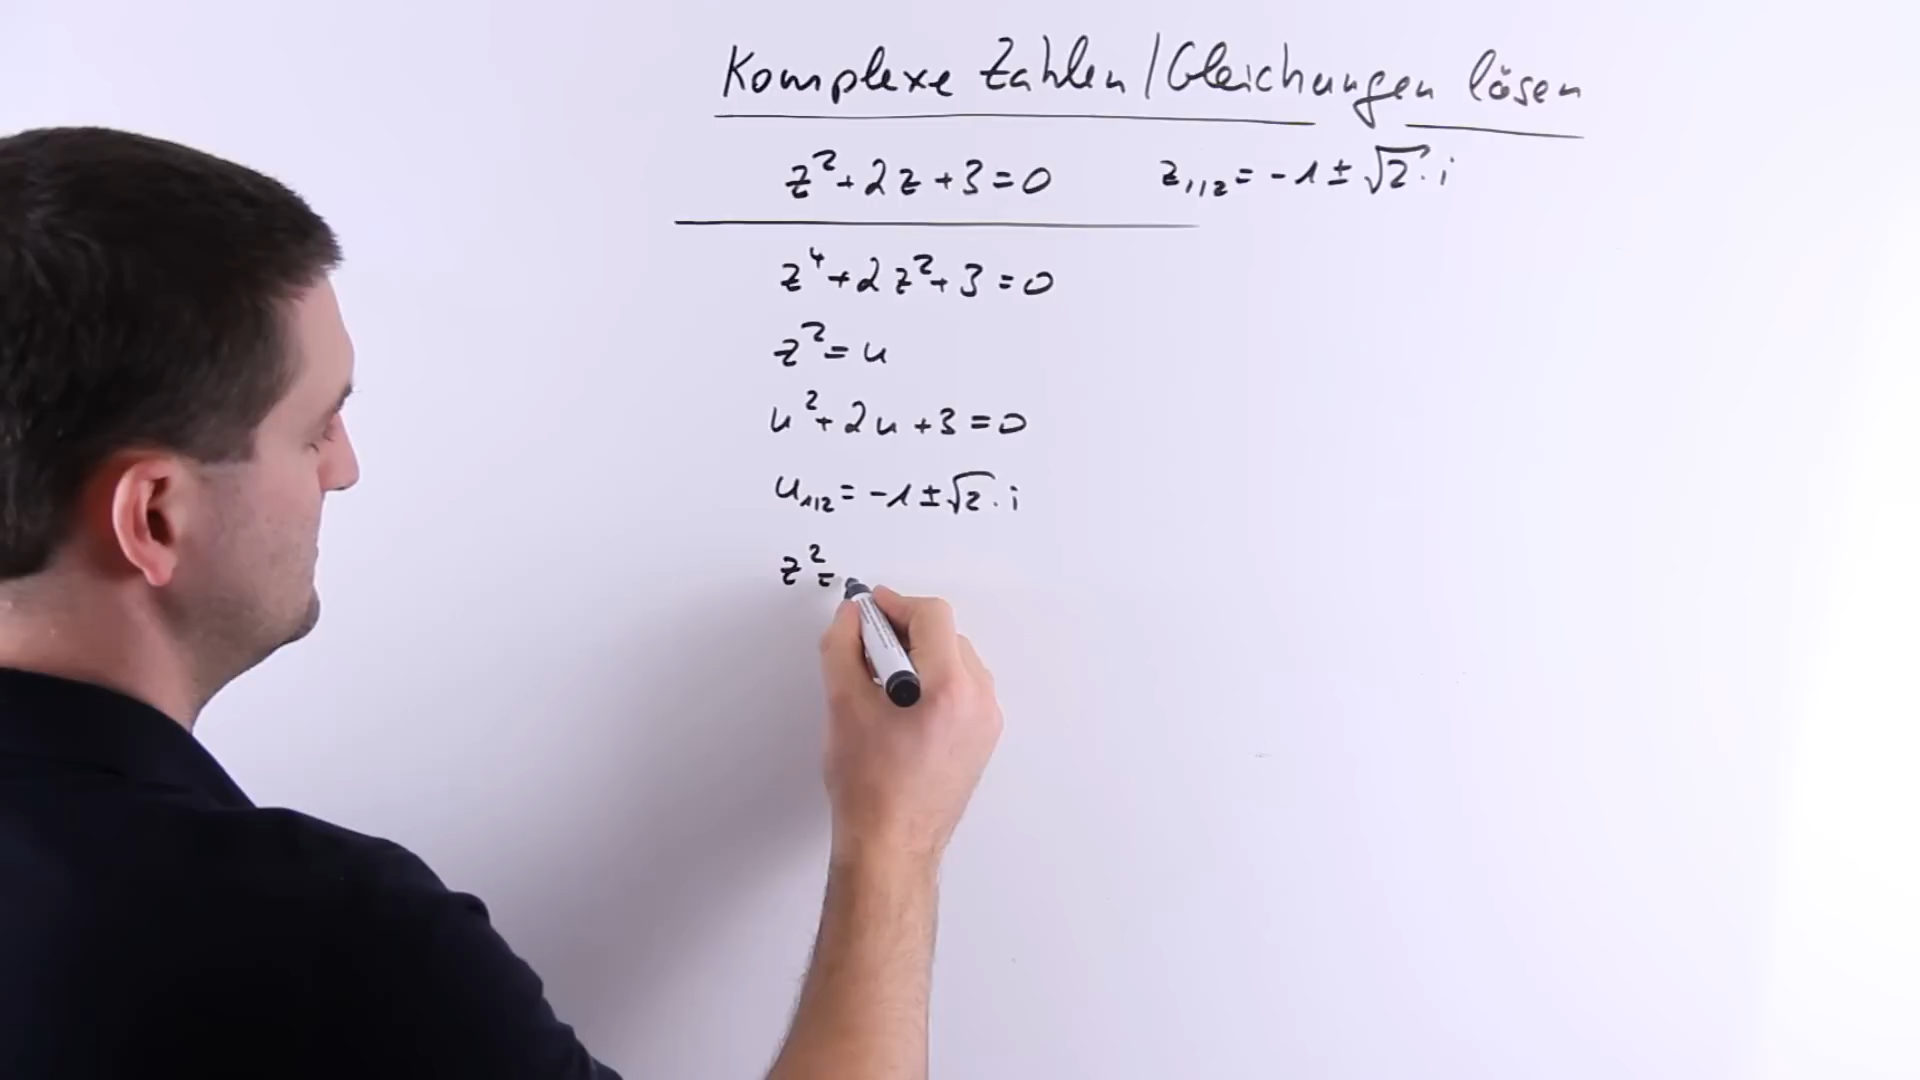 Komplexe Zahlen / Gleichungen lösen
z² + 2z + 3 = 0 z₁/₂ = -1 ± √2 · i
z⁴ + 2z² + 3 = 0
z² = u
u² + 2u + 3 = 0
u₁/₂ = -1 ± √2 · i
z² =